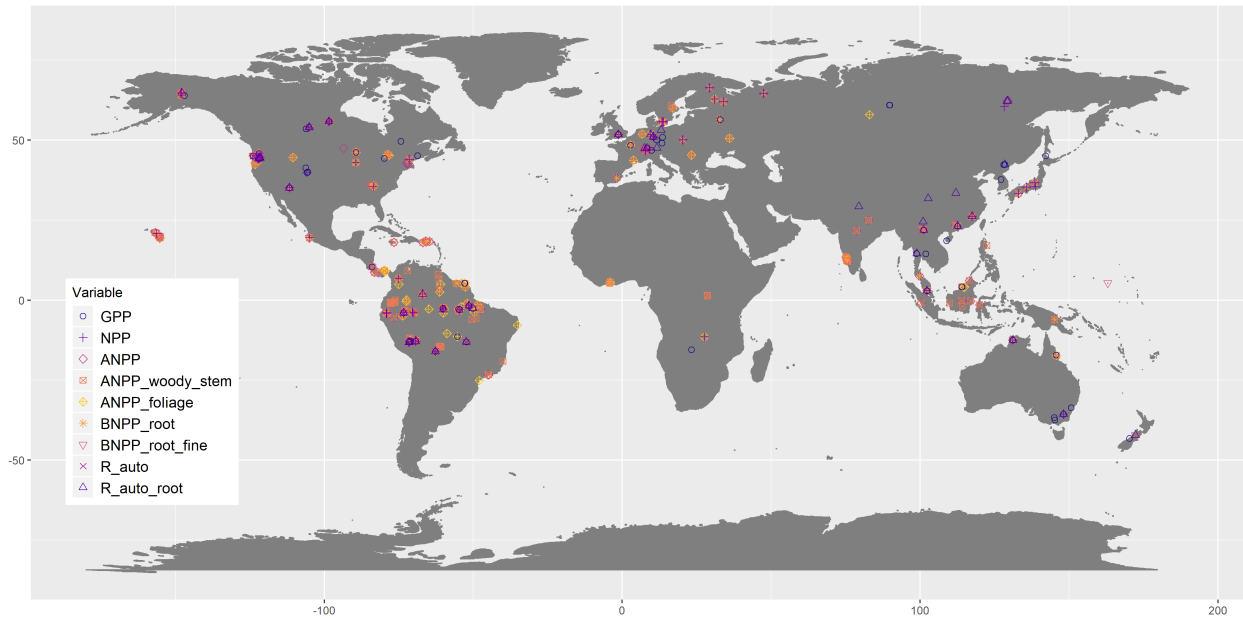 50
0
-50
-100
0
100
200
Variable
GPP
NPP
ANPP
ANPP_woody_stem
ANPP_foliage
BNPP_root
BNPP_root_fine
R_auto
R_auto_root